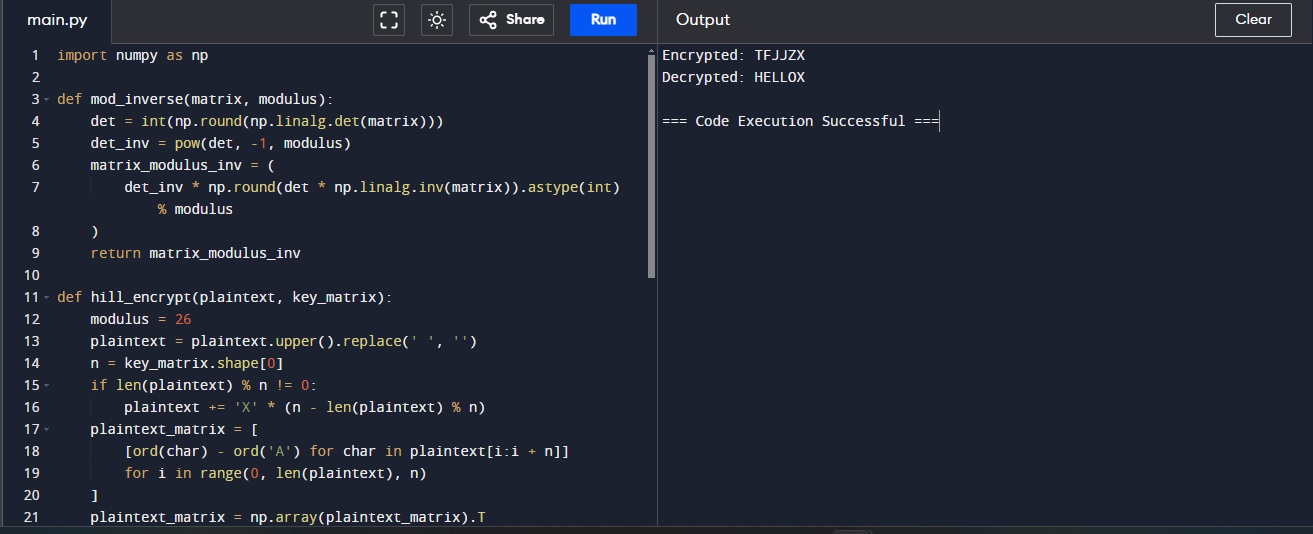 main.py
Share
Run
Output
Clear
1 import numpy as np
2
3 def mod_inverse(matrix, modulus):
4     det = int(np.round(np.linalg.det(matrix)))
5     det_inv = pow(det, -1, modulus)
6     matrix_modulus_inv = (
7         det_inv * np.round(det * np.linalg.inv(matrix)).astype(int)
            % modulus
8     )
9     return matrix_modulus_inv
10
11 def hill_encrypt(plaintext, key_matrix):
12     modulus = 26
13     plaintext = plaintext.upper().replace(' ', '')
14     n = key_matrix.shape[0]
15     if len(plaintext) % n != 0:
16         plaintext += 'X' * (n - len(plaintext) % n)
17     plaintext_matrix = [
18         [ord(char) - ord('A') for char in plaintext[i:i + n]]
19         for i in range(0, len(plaintext), n)
20     ]
21     plaintext_matrix = np.array(plaintext_matrix).T
Encrypted: TFJJZX
Decrypted: HELLOX
=== Code Execution Successful ===